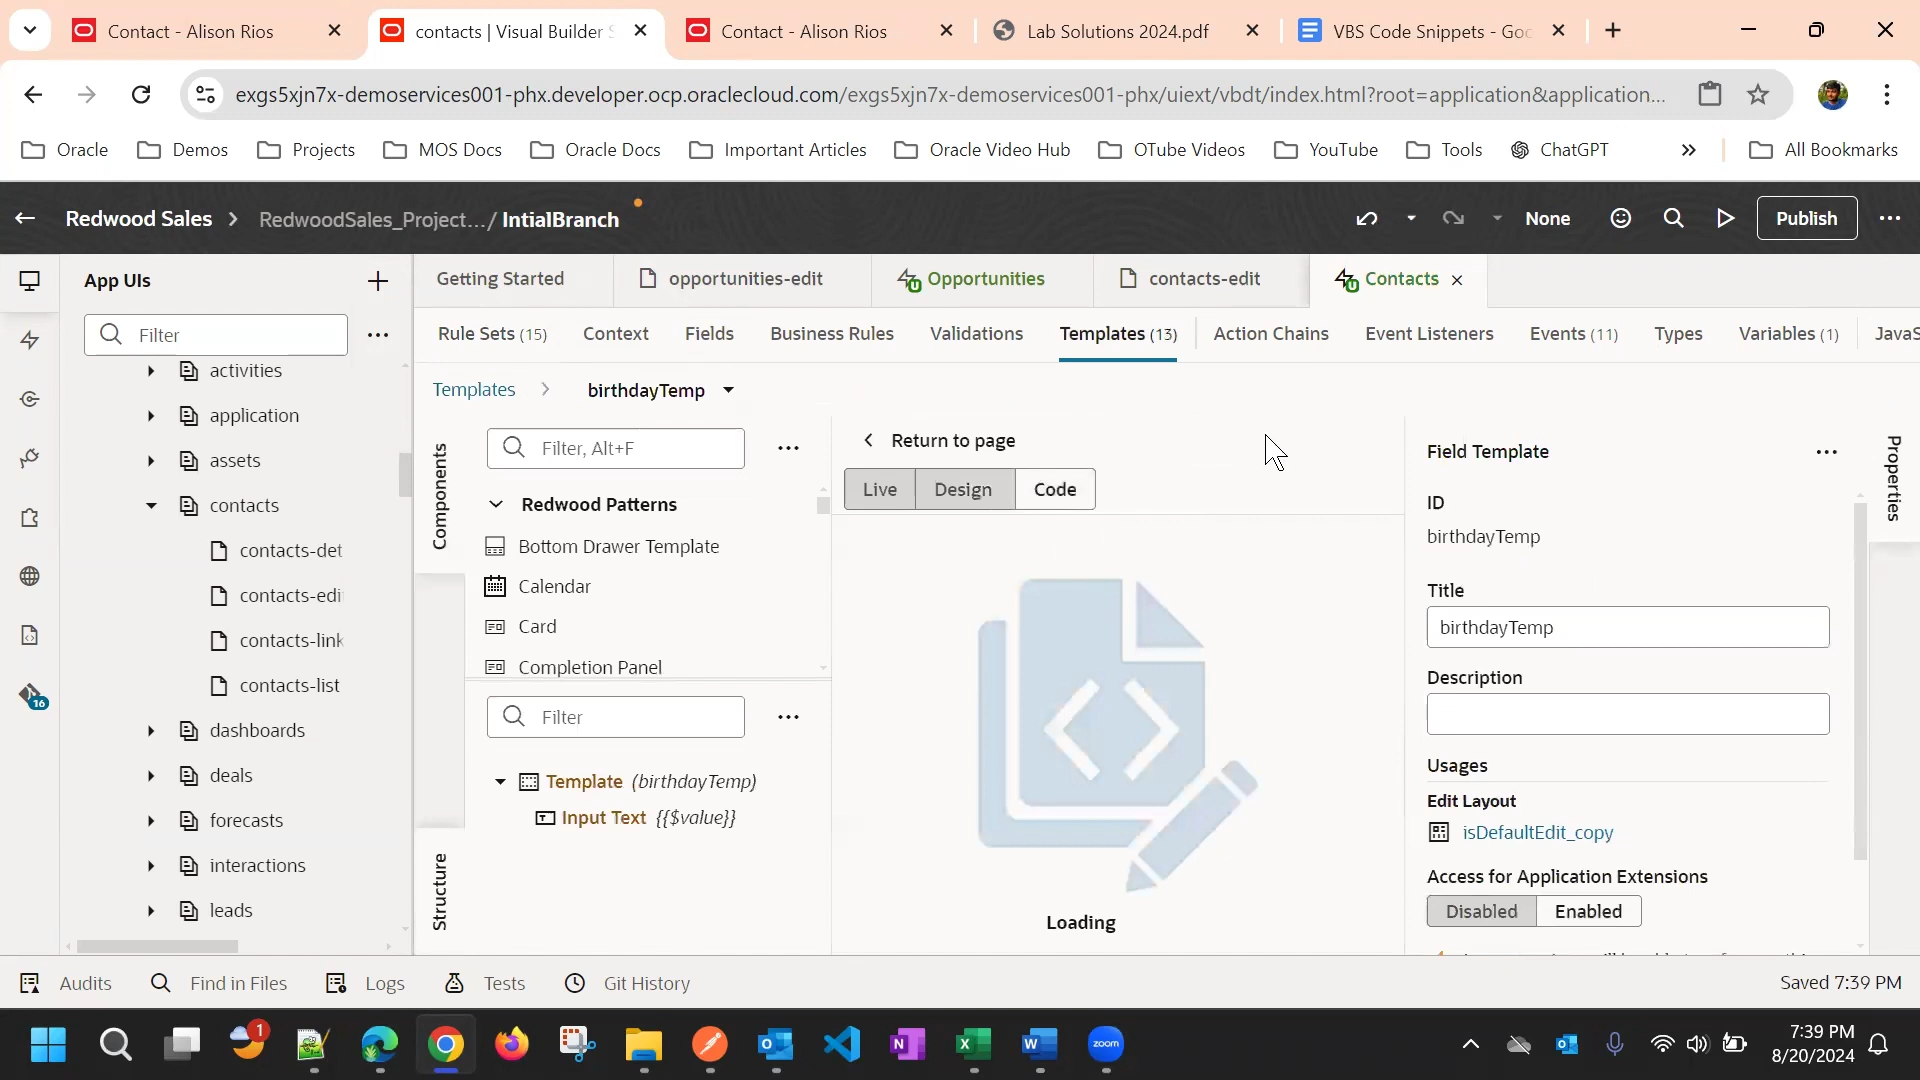 Contact - Alison Rios
contacts | Visual Builder S
Contact - Alison Rios
Lab Solutions 2024.pdf
VBS Code Snippets - Goo
exgs5xjn7x-demoservices001-phx.developer.ocp.oraclecloud.com/exgs5xjn7x-demoservices001-phx/uiext/vbdt/index.html?root=application&application...
Oracle
Demos
Projects
MOS Docs
Oracle Docs
Important Articles
Oracle Video Hub
OTube Videos
YouTube
Tools
ChatGPT
»
All Bookmarks
Redwood Sales
RedwoodSales_Project... / IntialBranch
None
Publish
App UIs
Getting Started
opportunities-edit
Opportunities
contacts-edit
Contacts
Filter
Rule Sets (15)
Context
Fields
Business Rules
Validations
Templates (13)
Action Chains
Event Listeners
Events (11)
Types
Variables (1)
JavaS
activities
application
assets
contacts
contacts-det
contacts-edi
contacts-link
contacts-list
dashboards
deals
forecasts
interactions
leads
16
Templates
birthdayTemp
Components
Filter, Alt+F
Redwood Patterns
Bottom Drawer Template
Calendar
Card
Completion Panel
Structure
Filter
Template (birthdayTemp)
Input Text {{$value}}
Return to page
Live
Design
Code
Loading
Properties
Field Template
ID
birthdayTemp
Title
birthdayTemp
Description
Usages
Edit Layout
isDefaultEdit_copy
Access for Application Extensions
Disabled
Enabled
Audits
Find in Files
Logs
Tests
Git History
Saved 7:39 PM
1
zoom
7:39 PM
8/20/2024